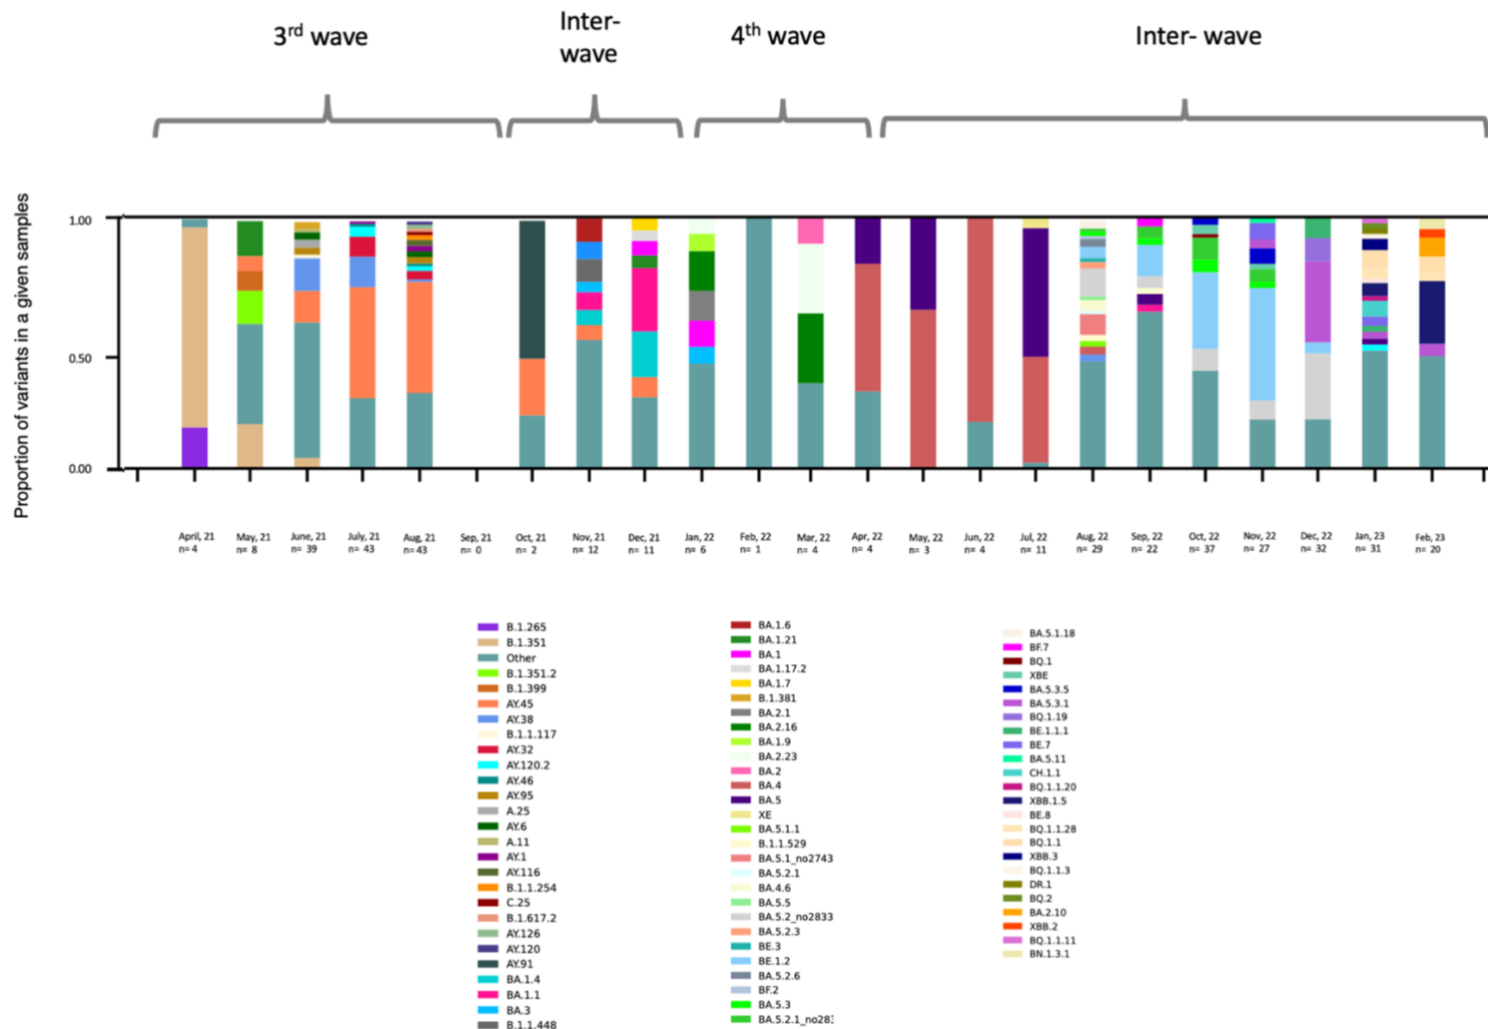 3rd wave
Inter-
wave
4th wave
Inter- wave
Proportion of variants in a given samples
1.00
0.50
0.00
April, 21
n= 4
May, 21
n= 8
June, 21
n= 39
July, 21
n= 43
Aug, 21
n= 43
Sep, 21
n= 0
Oct, 21
n= 2
Nov, 21
n= 12
Dec, 21
n= 11
Jan, 22
n= 6
Feb, 22
n= 1
Mar, 22
n= 4
Apr, 22
n= 4
May, 22
n= 3
Jun, 22
n= 4
Jul, 22
n= 11
Aug, 22
n= 29
Sep, 22
n= 22
Oct, 22
n= 37
Nov, 22
n= 27
Dec, 22
n= 32
Jan, 23
n= 31
Feb, 23
n= 20
B.1.265
B.1.351
Other
B.1.351.2
B.1.399
AY.45
AY.38
B.1.1.117
AY.32
AY.120.2
AY.46
AY.95
A.25
AY.6
A.11
AY.1
AY.116
B.1.1.254
C.25
B.1.617.2
AY.126
AY.120
AY.91
BA.1.4
BA.1.1
BA.3
B.1.1.448
BA.1.6
BA.1.21
BA.1
BA.1.17.2
BA.1.7
B.1.381
BA.2.1
BA.2.16
BA.1.9
BA.2.23
BA.2
BA.4
BA.5
XE
BA.5.1.1
B.1.1.529
BA.5.1_no2743
BA.5.2.1
BA.4.6
BA.5.5
BA.5.2_no2833
BA.5.2.3
BE.3
BE.1.2
BA.5.2.6
BF.2
BA.5.3
BA.5.2.1_no28
BA.5.1.18
BF.7
BQ.1
XBE
BA.5.3.5
BA.5.3.1
BQ.1.19
BE.1.1.1
BE.7
BA.5.11
CH.1.1
BQ.1.1.20
XBB.1.5
BE.8
BQ.1.1.28
BQ.1.1
XBB.3
BQ.1.1.3
DR.1
BQ.2
BA.2.10
XBB.2
BQ.1.1.11
BN.1.3.1